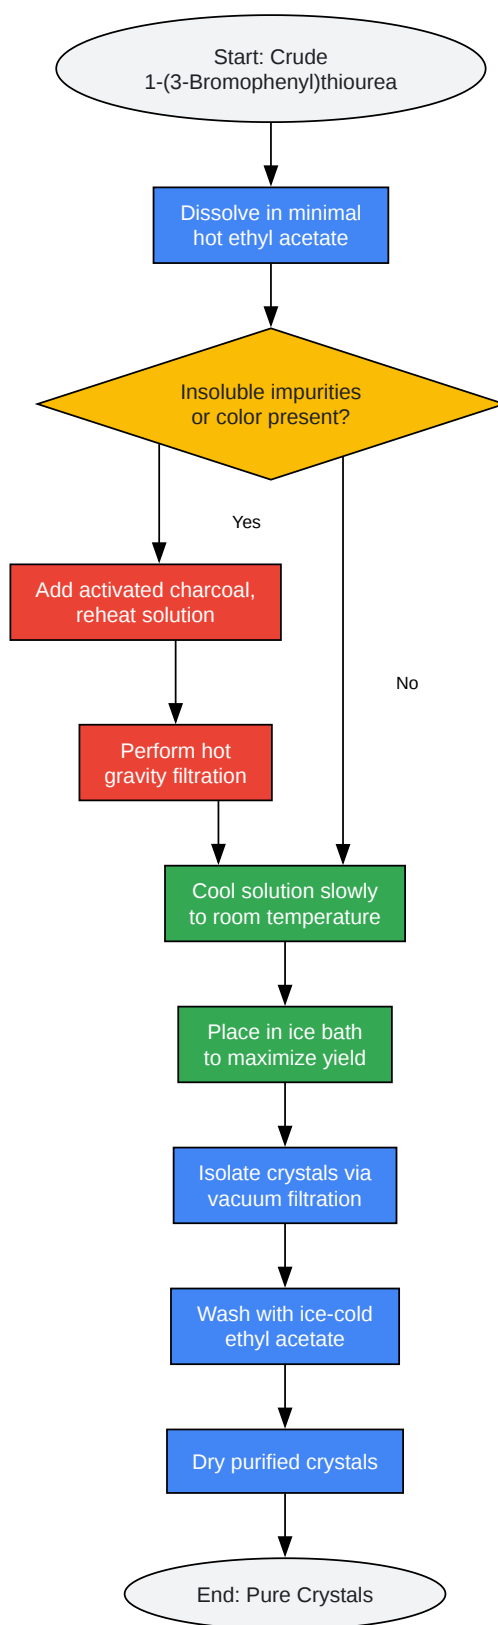 Start: Crude
1-(3-Bromophenyl)thiourea
Dissolve in minimal
hot ethyl acetate
Insoluble impurities
or color present?
Yes
Add activated charcoal,
reheat solution
No
Perform hot
gravity filtration
Cool solution slowly
to room temperature
Place in ice bath
to maximize yield
Isolate crystals via
vacuum filtration
Wash with ice-cold
ethyl acetate
Dry purified crystals
End: Pure Crystals